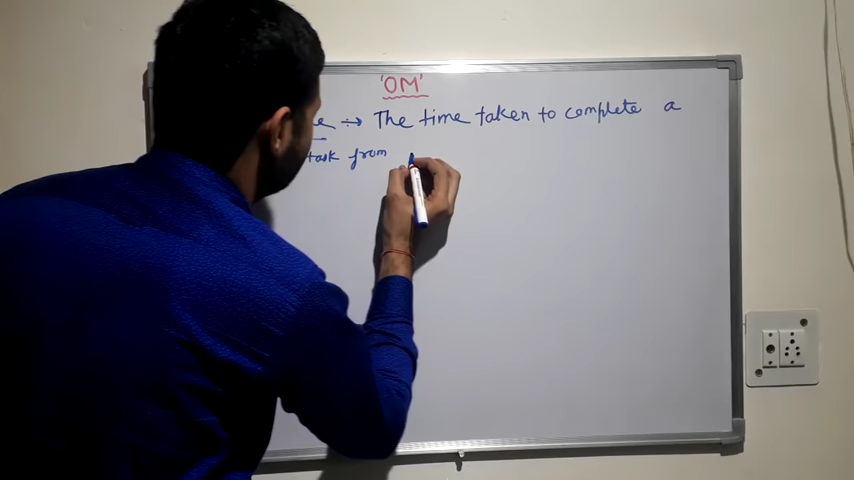 'OM'
→ The time taken to complete a
task from